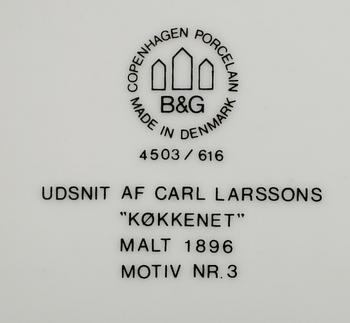 COPENHAGEN PORCELAIN
B&G
MADE IN DENMARK
4503/616
UDSNIT AF CARL LARSSONS
"KØKKENET"
MALT 1896
MOTIV NR.3